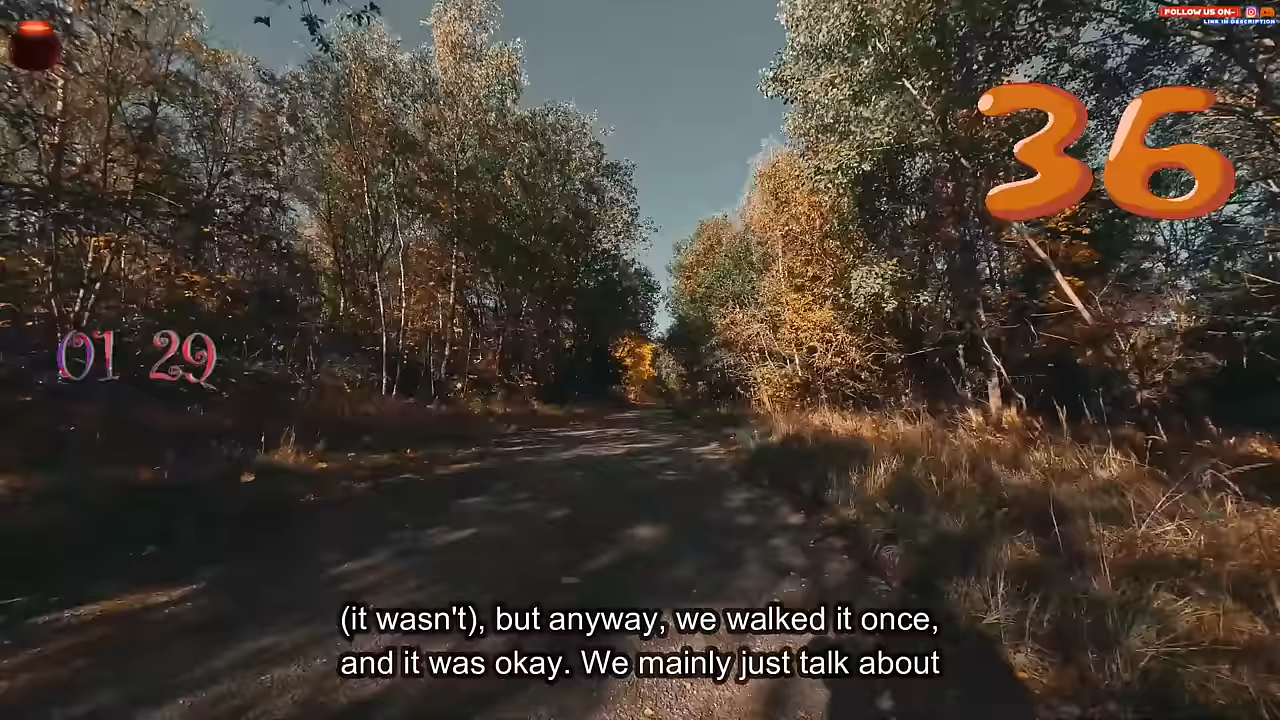 FOLLOW US ON-
LINK IN DESCRIPTION
36
01 29
(it wasn't), but anyway, we walked it once,
and it was okay. We mainly just talk about